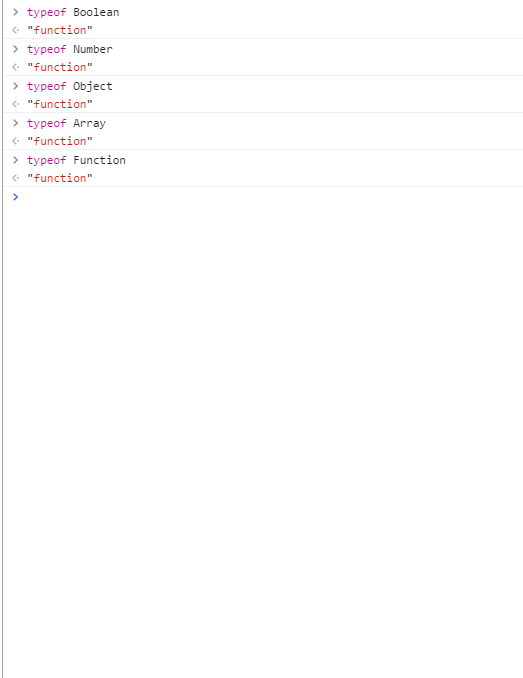 > typeof Boolean
<· "function"
> typeof Number
<· "function"
> typeof Object
<· "function"
> typeof Array
<· "function"
> typeof Function
<· "function"
>